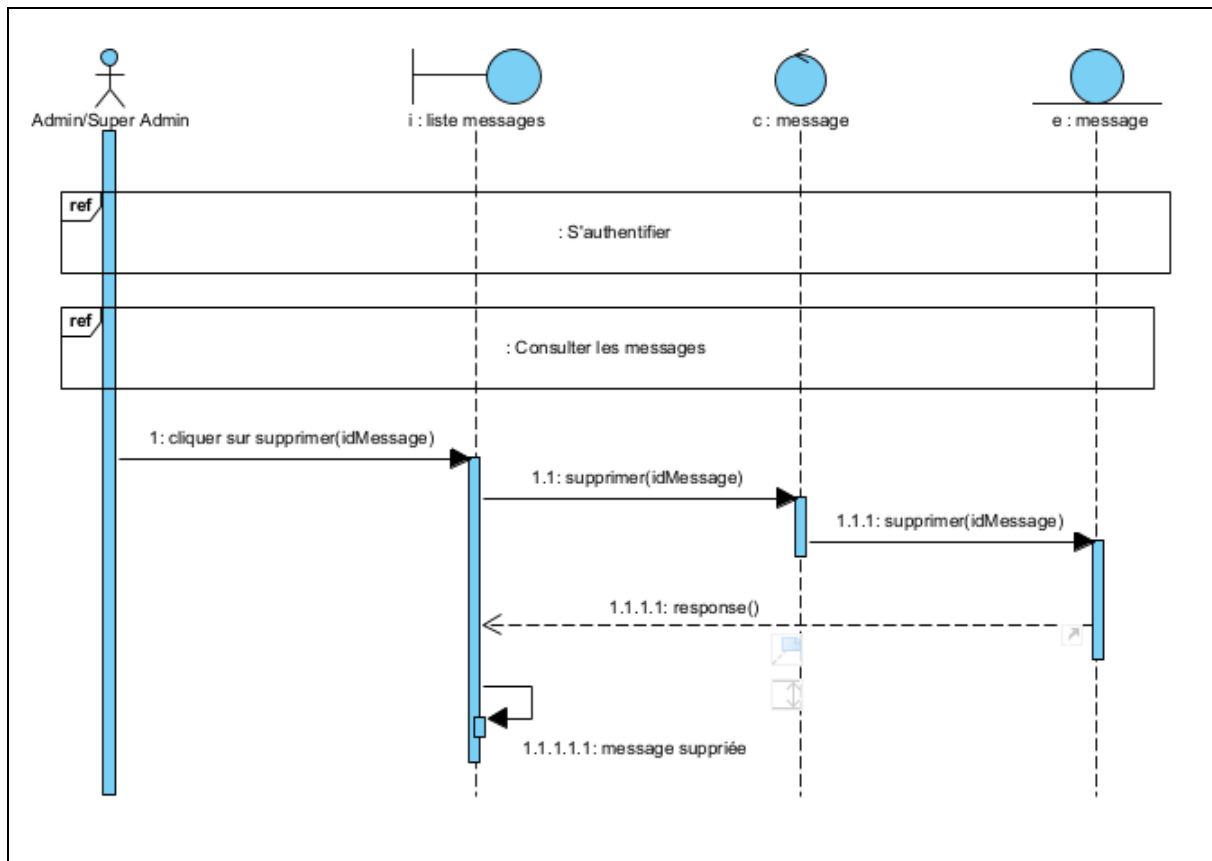 Admin/Super Admin
i : liste messages
c : message
e : message
ref
: S'authentifier
ref
: Consulter les messages
1: cliquer sur supprimer(idMessage)
1.1: supprimer(idMessage)
1.1.1: supprimer(idMessage)
1.1.1.1: response()
1.1.1.1.1: message suppriée